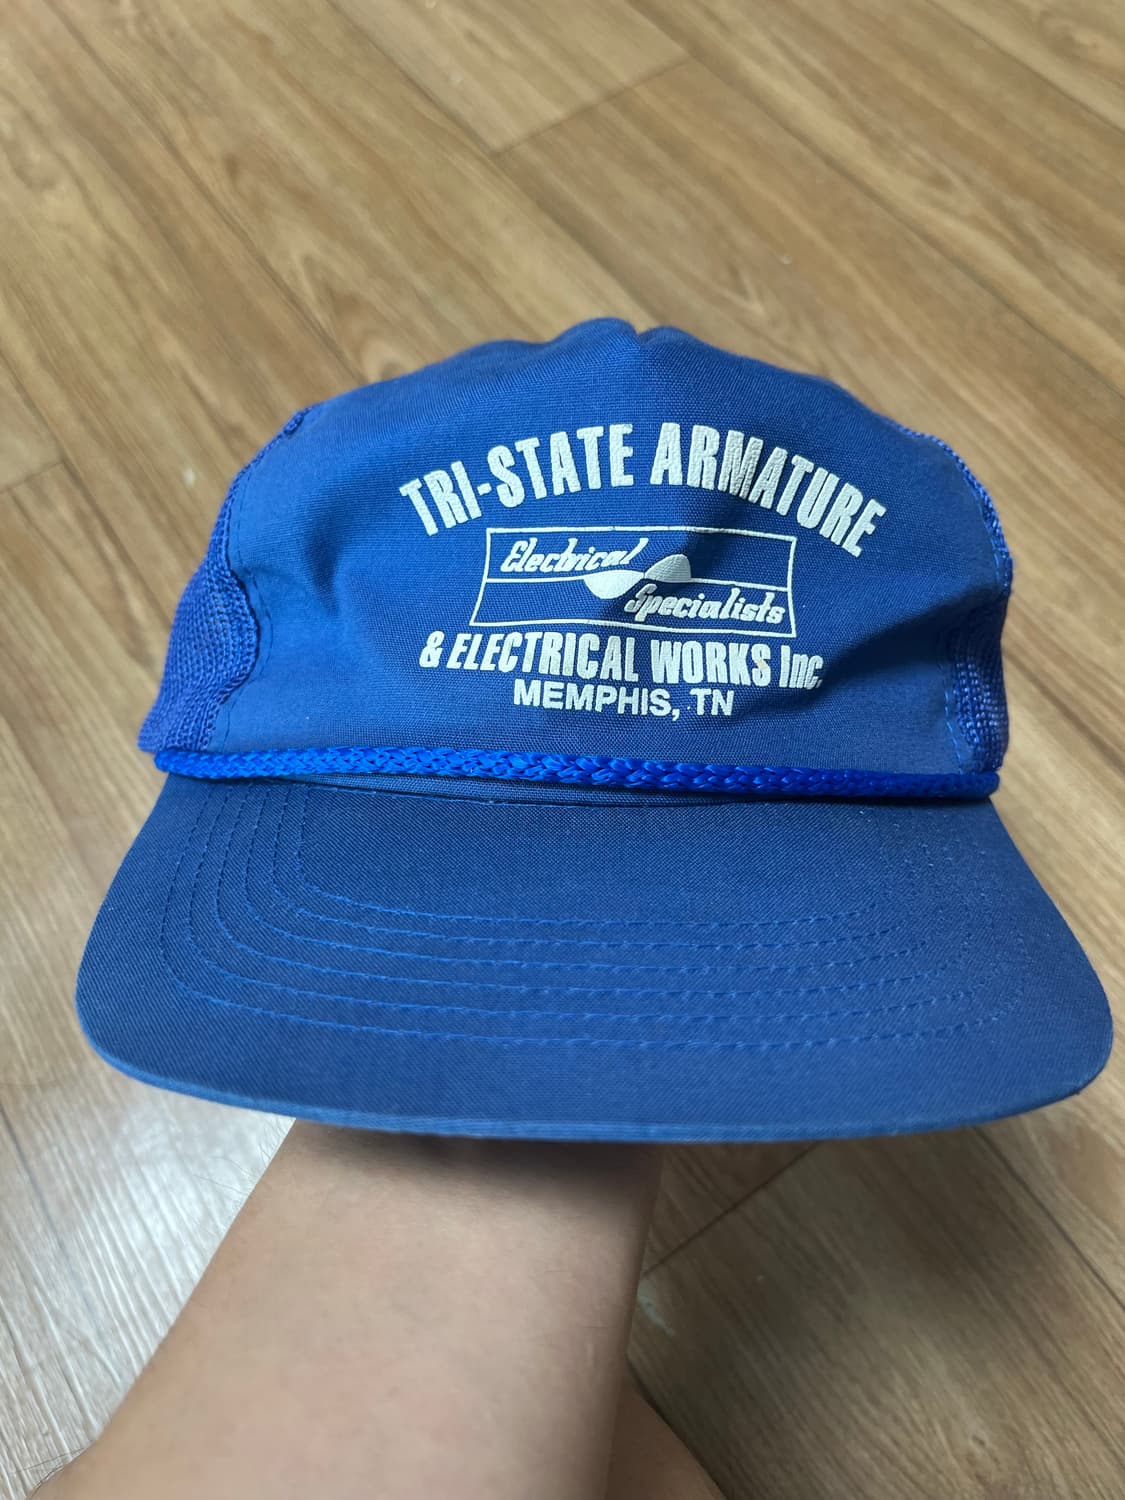 TRI-STATE ARMATURE
Electrical
Specialists
& ELECTRICAL WORKS Inc.
MEMPHIS, TN